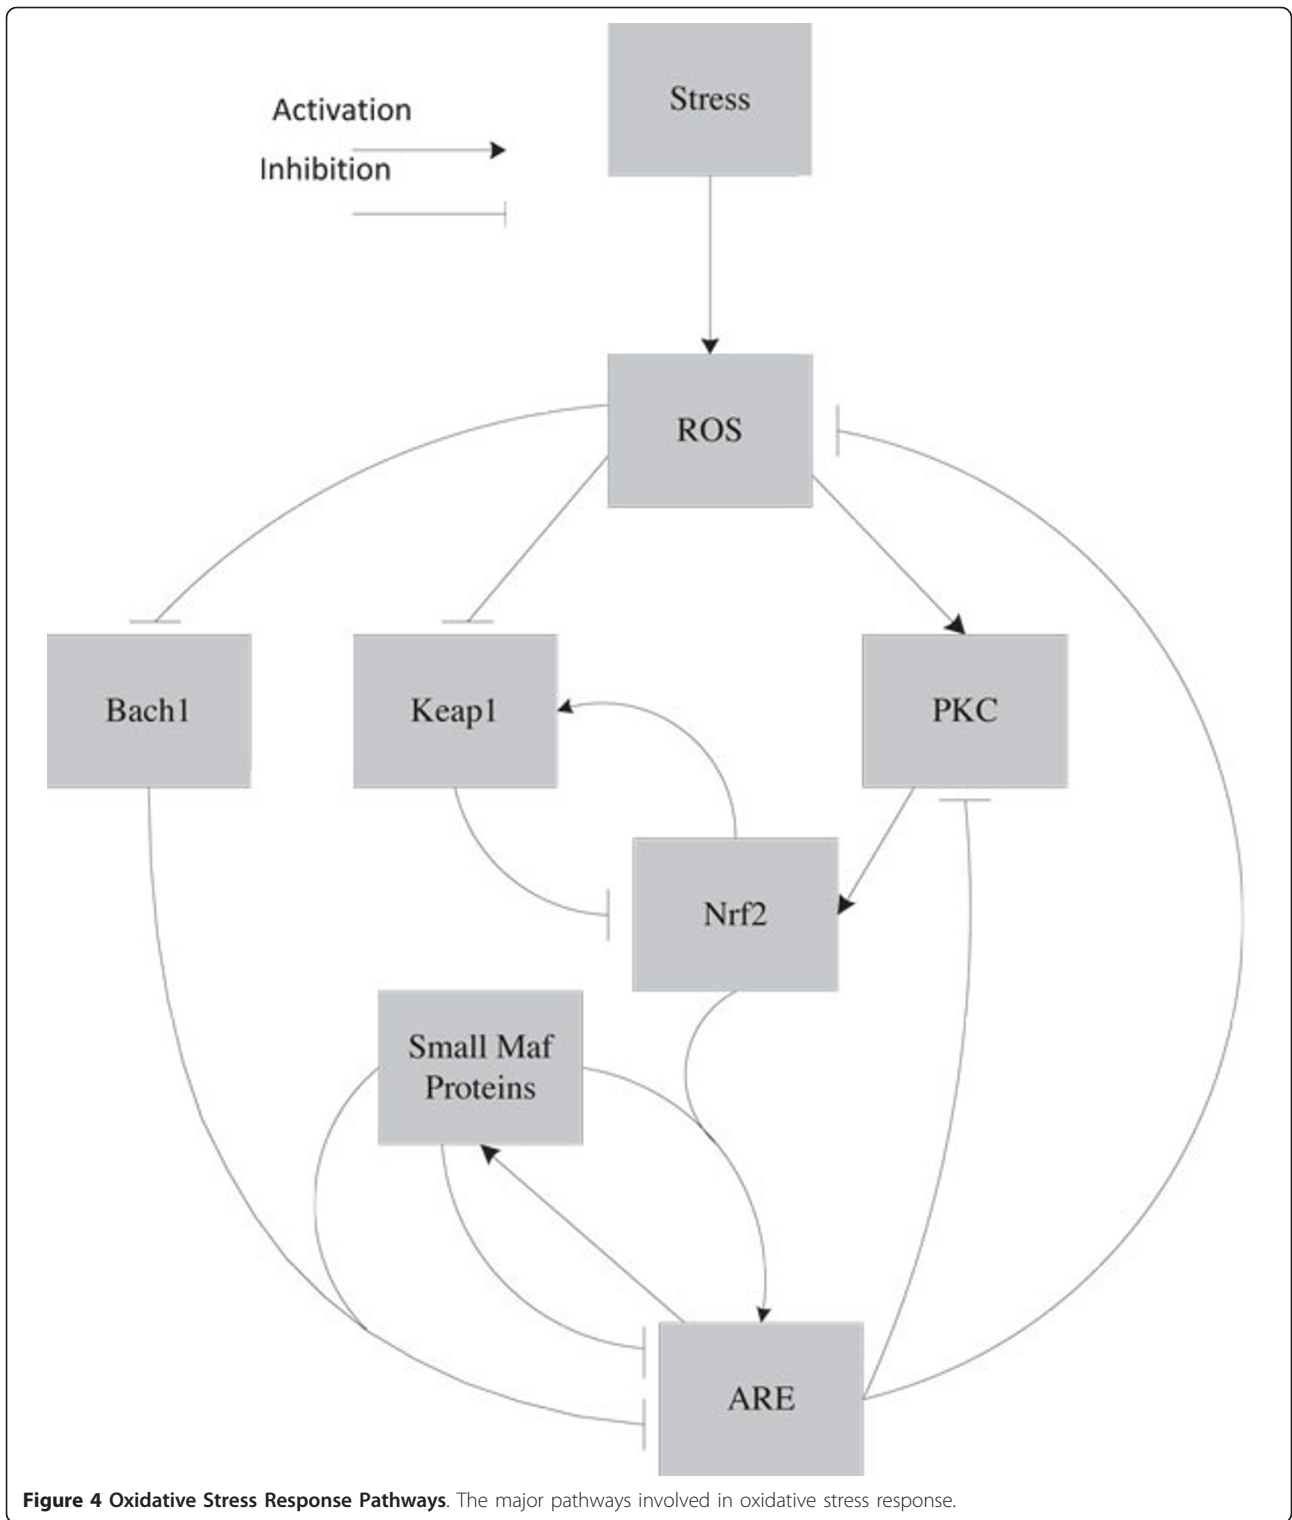 Stress
Activation
Inhibition
ROS
Bach1
Keap1
PKC
Nrf2
Small Maf
Proteins
ARE
Figure 4 Oxidative Stress Response Pathways. The major pathways involved in oxidative stress response.